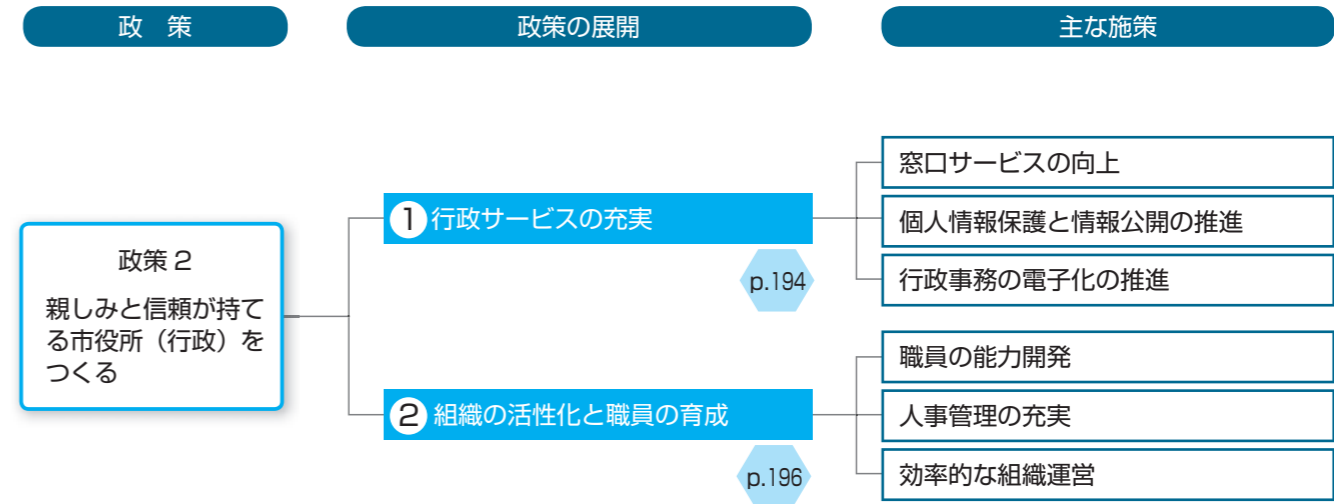 政 策
政策の展開
主な施策
政策 2
親しみと信頼が持て
る市役所（行政）を
つくる
1 行政サービスの充実
p.194
窓口サービスの向上
個人情報保護と情報公開の推進
行政事務の電子化の推進
2 組織の活性化と職員の育成
p.196
職員の能力開発
人事管理の充実
効率的な組織運営